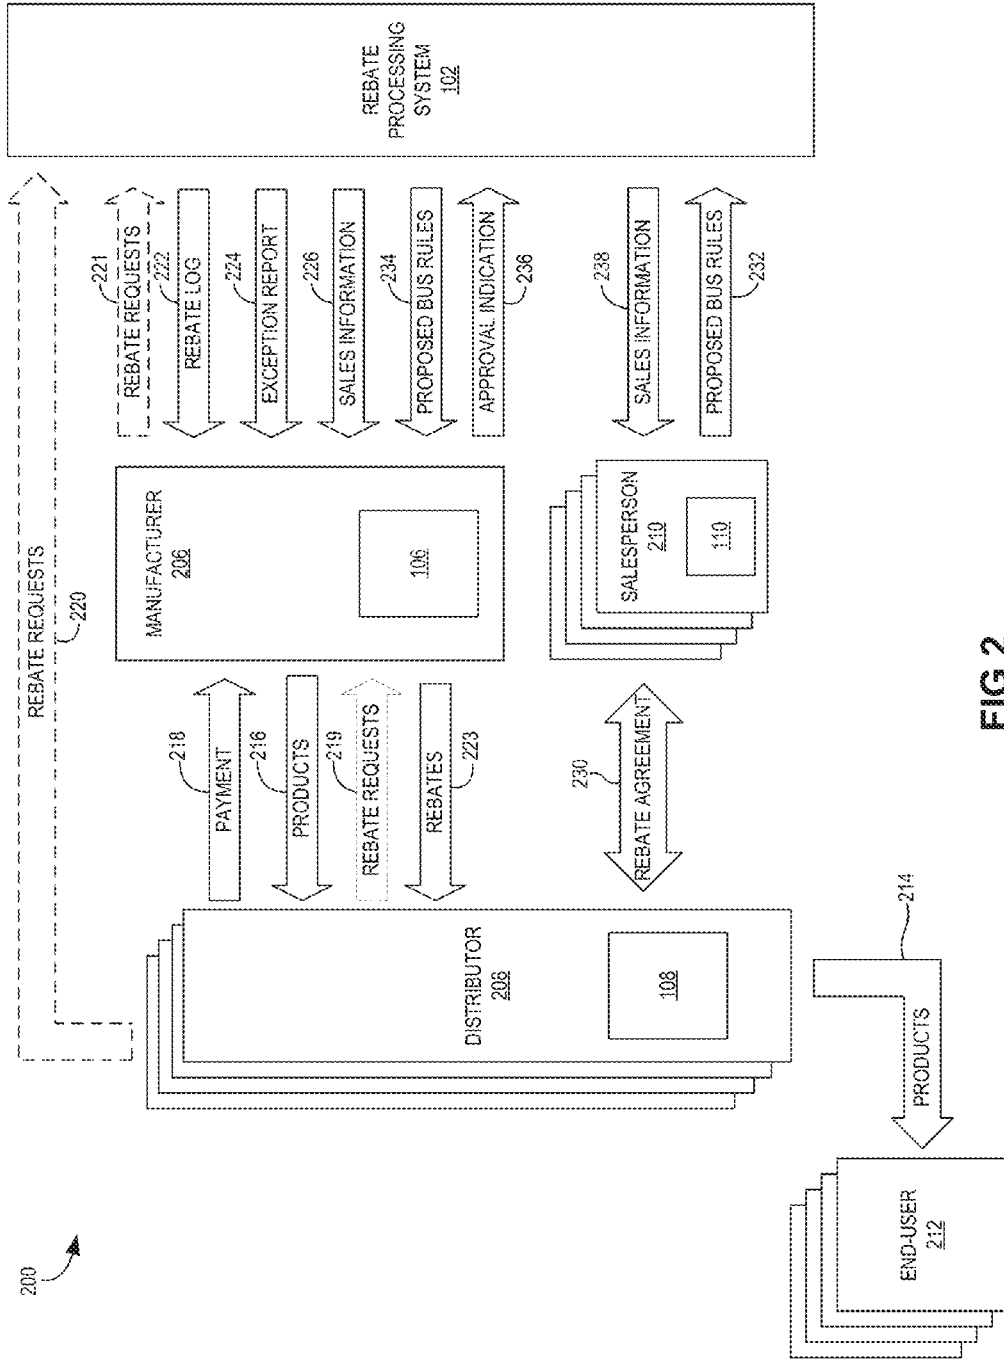 200
REBATE REQUESTS
220
REBATE
PROCESSING
SYSTEM
102
REBATE REQUESTS
221
222
REBATE LOG
224
EXCEPTION REPORT
226
SALES INFORMATION
234
PROPOSED BUS RULES
APPROVAL INDICATION
236
238
SALES INFORMATION
PROPOSED BUS RULES
232
MANUFACTURER
206
106
SALESPERSON
210
110
218
PAYMENT
216
PRODUCTS
219
REBATE REQUESTS
REBATES
223
230
REBATE AGREEMENT
DISTRIBUTOR
208
108
214
PRODUCTS
END-USER
212
FIG 2